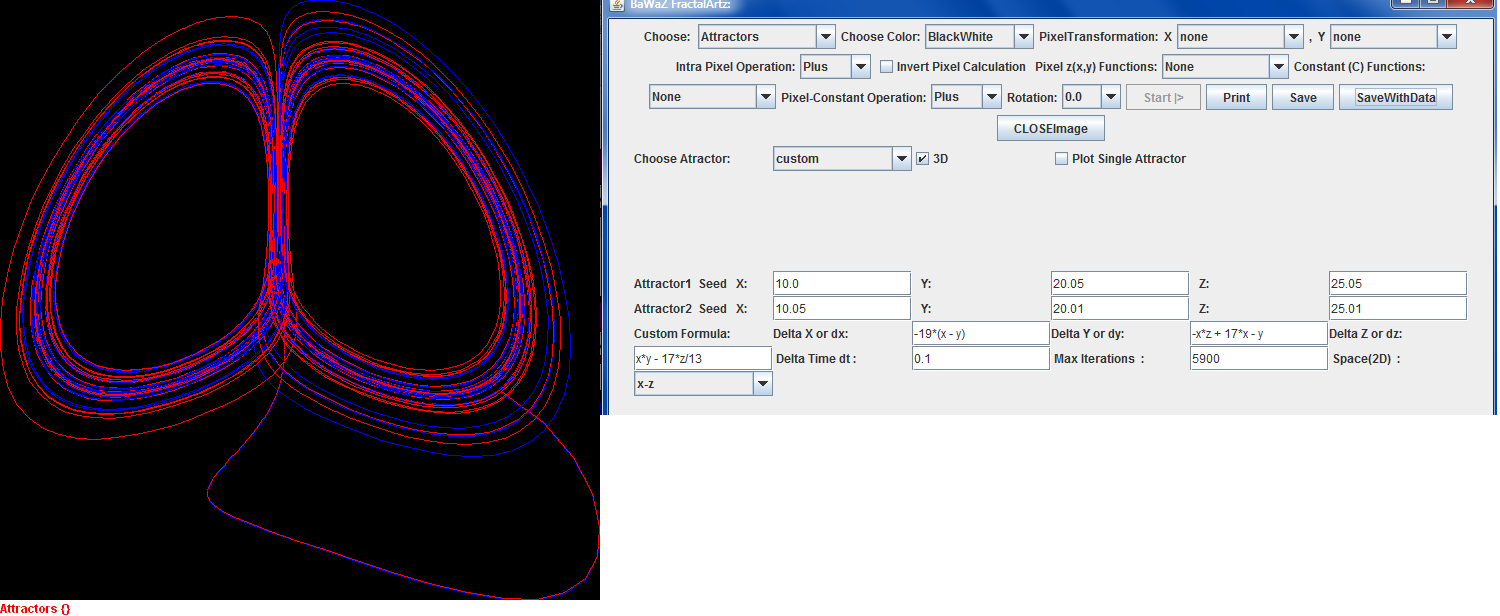 BaWaZ FractalArtz:
Choose: Attractors Choose Color: BlackWhite PixelTransformation: X none , Y none
Intra Pixel Operation: Plus Invert Pixel Calculation Pixel z(x,y) Functions: None Constant (C) Functions:
None Pixel-Constant Operation: Plus Rotation: 0.0 Start |> Print Save SaveWithData
CLOSEImage
Choose Atractor: custom 3D Plot Single Attractor
Attractor1 Seed X: 10.0 Y: 20.05 Z: 25.05
Attractor2 Seed X: 10.05 Y: 20.01 Z: 25.01
Custom Formula: Delta X or dx: -19*(x - y) Delta Y or dy: -x*z + 17*x - y Delta Z or dz:
x*y - 17*z/13 Delta Time dt : 0.1 Max Iterations : 5900 Space(2D) :
x-z
Attractors {}